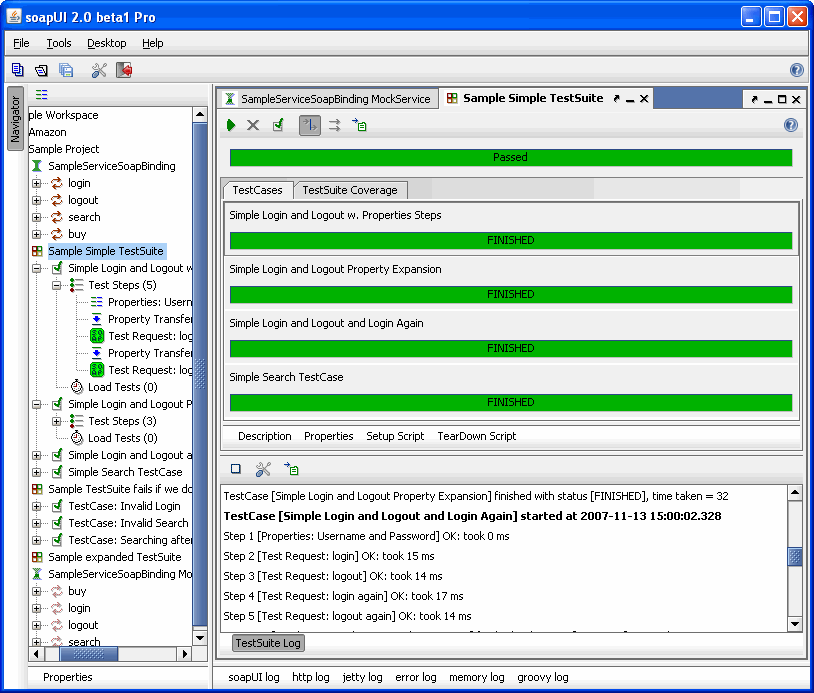 soapUI 2.0 beta1 Pro
File Tools Desktop Help
Navigator
ple Workspace
Amazon
Sample Project
SampleServiceSoapBinding
login
logout
search
buy
Sample Simple TestSuite
Simple Login and Logout w
Test Steps (5)
Properties: Usern
Property Transfe
Test Request: log
Property Transfe
Test Request: log
Load Tests (0)
Simple Login and Logout P
Test Steps (3)
Load Tests (0)
Simple Login and Logout a
Simple Search TestCase
Sample TestSuite fails if we do
TestCase: Invalid Login
TestCase: Invalid Search
TestCase: Searching after
Sample expanded TestSuite
SampleServiceSoapBinding Mo
buy
login
logout
search
Properties
SampleServiceSoapBinding MockService
Sample Simple TestSuite
Passed
TestCases
TestSuite Coverage
Simple Login and Logout w. Properties Steps
FINISHED
Simple Login and Logout Property Expansion
FINISHED
Simple Login and Logout and Login Again
FINISHED
Simple Search TestCase
FINISHED
Description Properties Setup Script TearDown Script
TestCase [Simple Login and Logout Property Expansion] finished with status [FINISHED], time taken = 32
TestCase [Simple Login and Logout and Login Again] started at 2007-11-13 15:00:02.328
Step 1 [Properties: Username and Password] OK: took 0 ms
Step 2 [Test Request: login] OK: took 15 ms
Step 3 [Test Request: logout] OK: took 14 ms
Step 4 [Test Request: login again] OK: took 17 ms
Step 5 [Test Request: logout again] OK: took 14 ms
TestSuite Log
soapUI log http log jetty log error log memory log groovy log